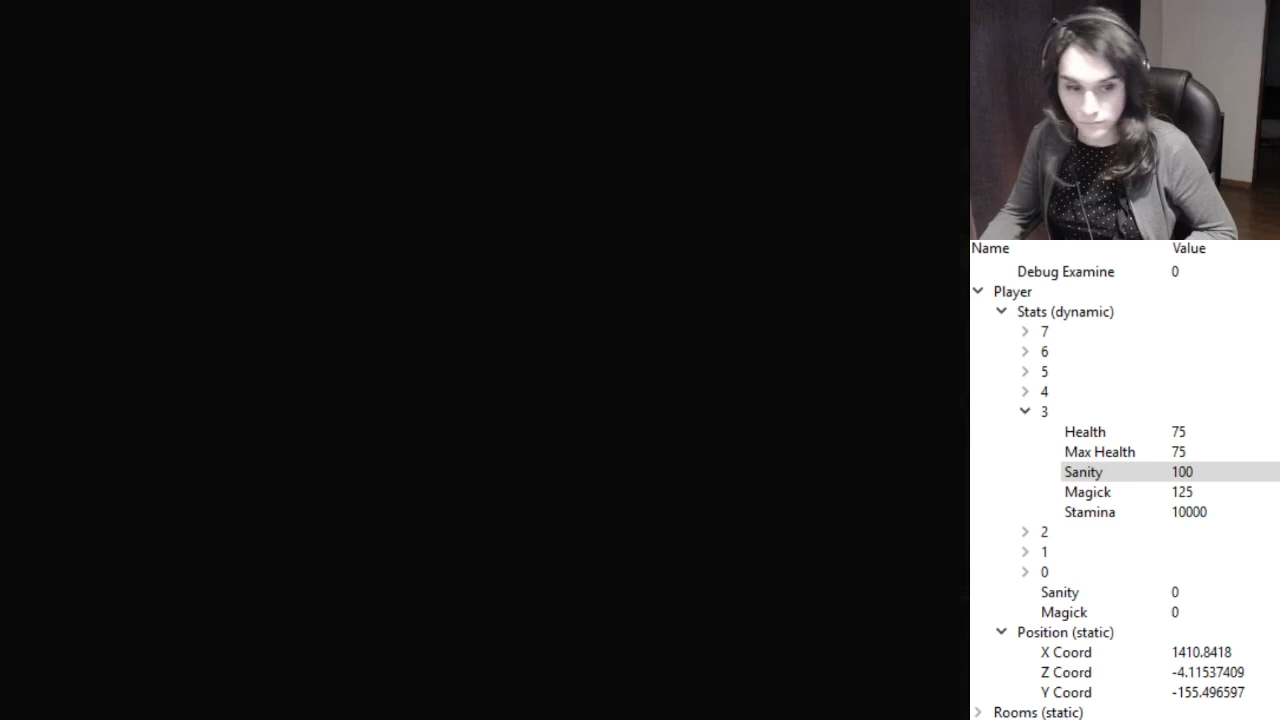 Name Value
Debug Examine 0
Player
Stats (dynamic)
7
6
5
4
3
Health 75
Max Health 75
Sanity 100
Magick 125
Stamina 10000
2
1
0
Sanity 0
Magick 0
Position (static)
X Coord 1410.8418
Z Coord -4.11537409
Y Coord -155.496597
Rooms (static)